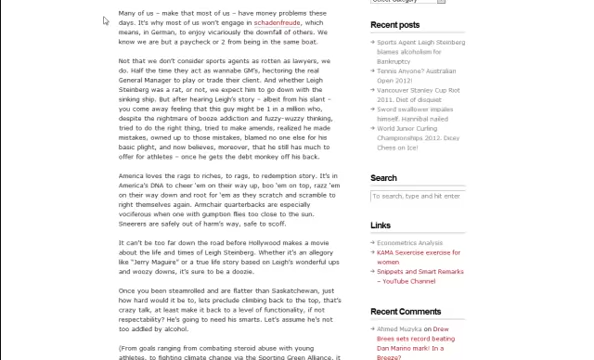 Many of us – make that most of us – have money problems these
days. It's why most of us won't engage in schadenfreude, which
means, in German, to enjoy vicariously the downfall of others. We
know we are but a paycheck or 2 from being in the same boat.
Not that we don't consider sports agents as rotten as lawyers, we
do. Half the time they act as wannabe GM's, hectoring the real
General Manager to play or trade their client. And whether Leigh
Steinberg was a rat, or not, we expect him to go down with the
sinking ship. But after hearing Leigh's story – albeit from his slant –
you come away feeling that this guy might be 1 in a million who,
despite the nightmare of booze addiction and fuzzy-wuzzy thinking,
tried to do the right thing, tried to make amends, realized he made
mistakes, owned up to those mistakes, blamed no one else for his
basic plight, and now believes, moreover, that he still has much to
offer for athletes – once he gets the debt monkey off his back.
America loves the rags to riches, to rags, to redemption story. It's in
America's DNA to cheer 'em on their way up, boo 'em on top, razz 'em
on their way down and root for 'em as they scratch and scramble to
right themselves again. Armchair quarterbacks are especially
vociferous when one with gumption flies too close to the sun.
Sneerers are safely out of harm's way, safe to scoff.
It can't be too far down the road before Hollywood makes a movie
about the life and times of Leigh Steinberg. Whether it's an allegory
like "Jerry Maguire" or a true life story based on Leigh's wonderful ups
and woozy downs, it's sure to be a doozie.
Once you been steamrolled and are flatter than Saskatchewan, just
how hard would it be to, lets preclude climbing back to the top, that's
crazy talk, at least make it back to a level of functionality, if not
respectability? He's going to need his smarts. Let's assume he's not
too addled by alcohol.
(From goals ranging from combating steroid abuse with young
athletes, to fighting climate change via the Sporting Green Alliance, it
Recent posts
Sports Agent Leigh Steinberg
blames alcoholism for
Bankruptcy
Tennis Anyone? Australian
Open 2012!
Vancouver Stanley Cup Riot
2011. Diet of disquiet
Sword swallower impales
himself. Hannibal nailed
World Junior Curling
Championships 2012. Dicey
Cheese on Ice!
Search
To search, type and hit enter
Links
Econometrics Analysis
KAMA Sexercise exercise for
women
Snippets and Smart Remarks
– YouTube Channel
Recent Comments
Ahmed Muzyka on Drew
Brees sets record beating
Dan Marino mark! In a
Breeze?